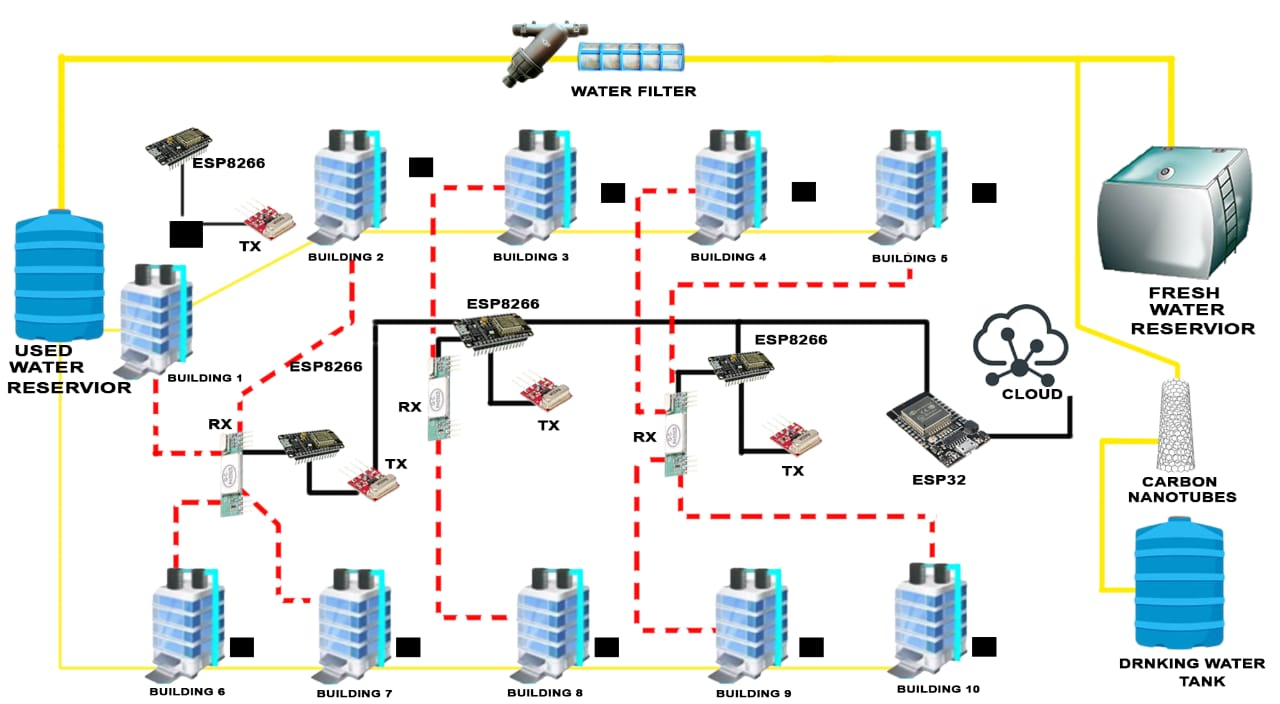 WATER FILTER
ESP8266
TX
BUILDING 2
BUILDING 3
BUILDING 4
BUILDING 5
FRESH
WATER
RESERVIOR
USED
WATER
RESERVIOR
BUILDING 1
ESP8266
ESP8266
ESP8266
CLOUD
RX
TX
RX
TX
RX
TX
ESP32
CARBON
NANOTUBES
DRNKING WATER
TANK
BUILDING 6
BUILDING 7
BUILDING 8
BUILDING 9
BUILDING 10